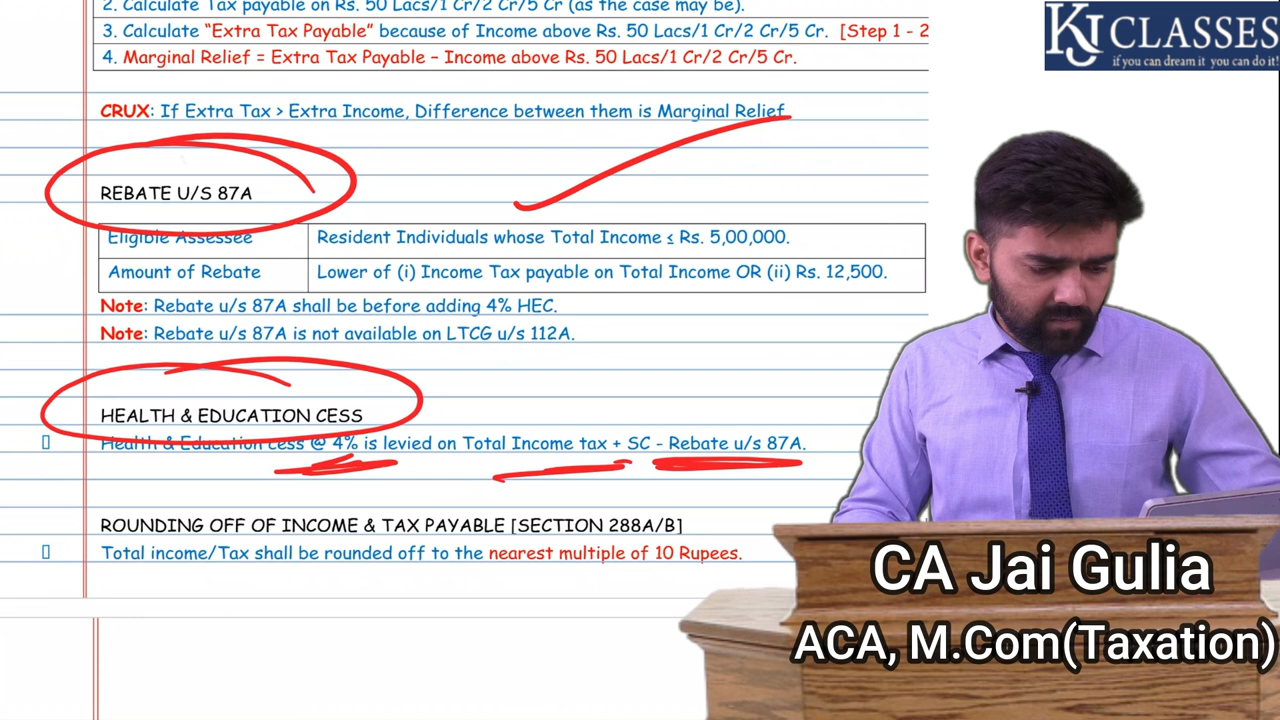 2. Calculate Tax payable on Rs. 50 Lacs/1 Cr/2 Cr/5 Cr (as the case may be).
3. Calculate “Extra Tax Payable” because of Income above Rs. 50 Lacs/1 Cr/2 Cr/5 Cr. [Step 1 - 2
4. Marginal Relief = Extra Tax Payable – Income above Rs. 50 Lacs/1 Cr/2 Cr/5 Cr.
CRUX: If Extra Tax > Extra Income, Difference between them is Marginal Relief
REBATE U/S 87A
Eligible Assessee Resident Individuals whose Total Income ≤ Rs. 5,00,000.
Amount of Rebate Lower of (i) Income Tax payable on Total Income OR (ii) Rs. 12,500.
Note: Rebate u/s 87A shall be before adding 4% HEC.
Note: Rebate u/s 87A is not available on LTCG u/s 112A.
HEALTH & EDUCATION CESS
Health & Education cess @ 4% is levied on Total Income tax + SC - Rebate u/s 87A.
ROUNDING OFF OF INCOME & TAX PAYABLE [SECTION 288A/B]
Total income/Tax shall be rounded off to the nearest multiple of 10 Rupees.
KJ CLASSES
if you can dream it you can do it!
CA Jai Gulia
ACA, M.Com(Taxation)